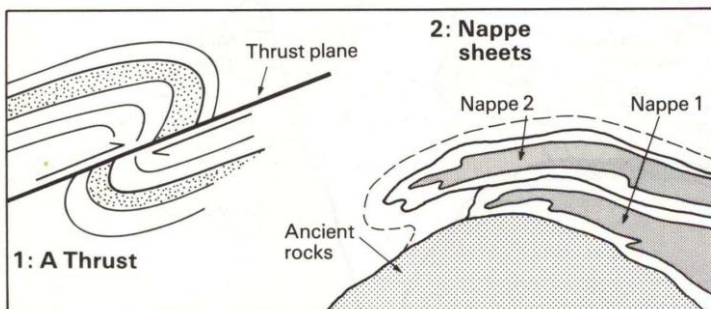 2: Nappe
sheets
Thrust plane
Nappe 2
Nappe 1
Ancient
rocks
1: A Thrust